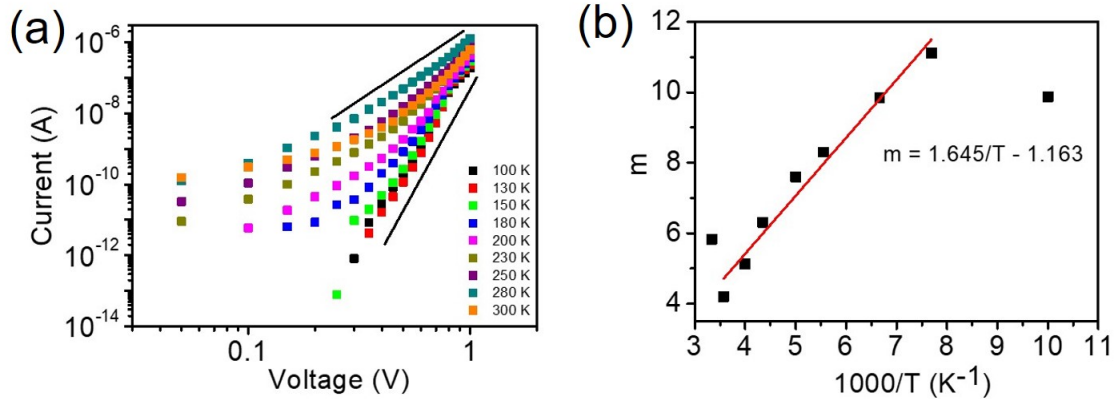 (a)
10⁻⁶
10⁻⁸
10⁻¹⁰
10⁻¹²
10⁻¹⁴
Current (A)
0.1
1
Voltage (V)
100 K
130 K
150 K
180 K
200 K
230 K
250 K
280 K
300 K
(b)
12
10
8
6
4
m
m = 1.645/T - 1.163
3 4 5 6 7 8 9 10 11
1000/T (K⁻¹)